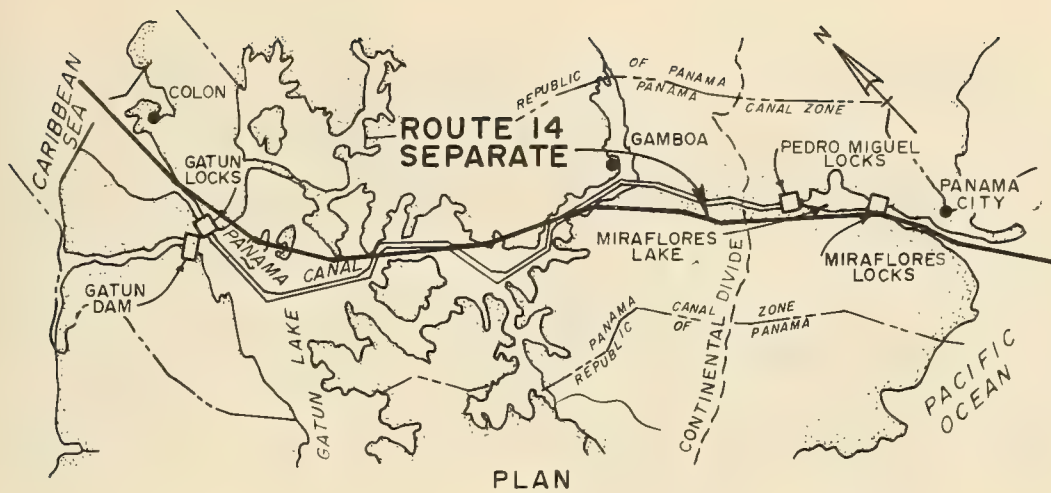 CARIBBEAN
SEA
COLON
GATUN
LOCKS
GATUN
DAM
PANAMA
CANAL
GATUN LAKE
ROUTE 14
SEPARATE
REPUBLIC OF PANAMA
PANAMA CANAL ZONE
GAMBOA
PEDRO MIGUEL
LOCKS
N
PANAMA
CITY
MIRAFLORES
LAKE
MIRAFLORES
LOCKS
PANAMA CANAL ZONE
REPUBLIC OF PANAMA
CONTINENTAL DIVIDE
PACIFIC
OCEAN
PLAN